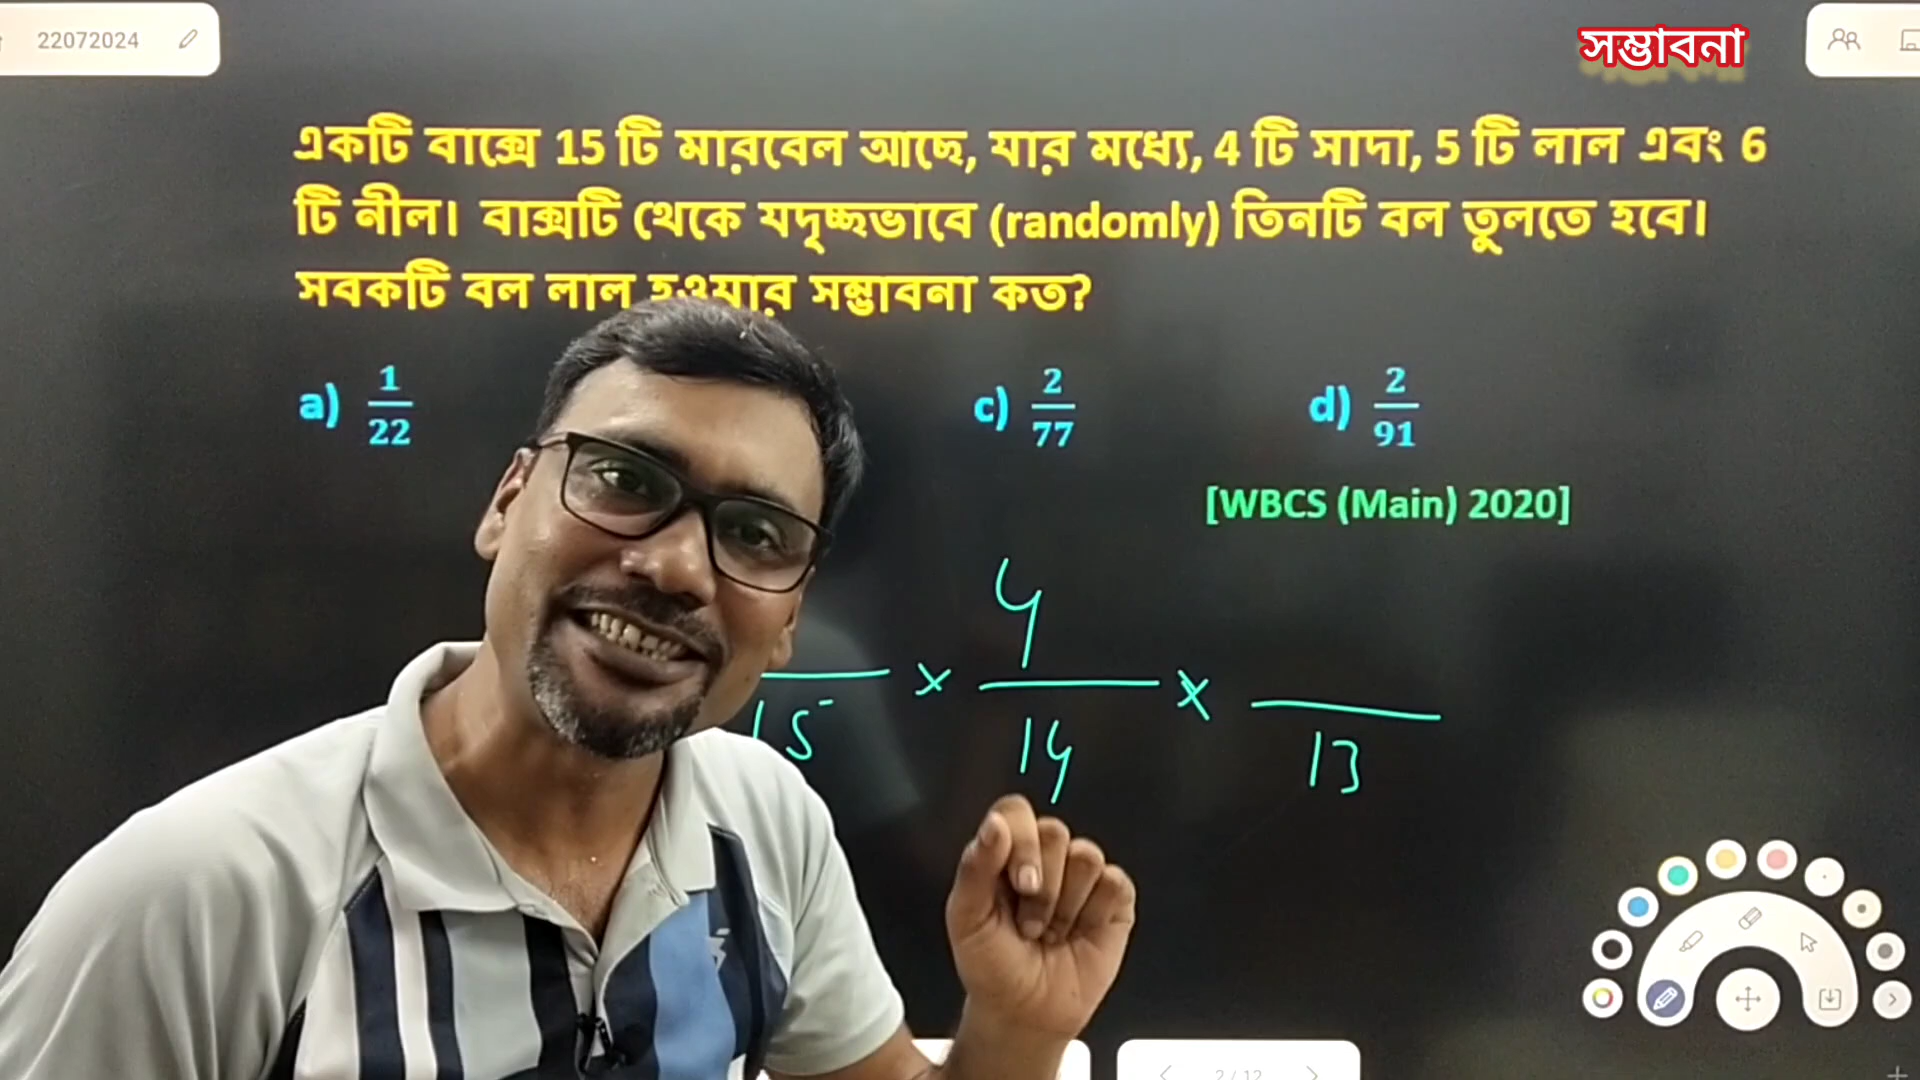 22072024
সম্ভাবনা
একটি বাক্সে 15 টি মারবেল আছে, যার মধ্যে, 4 টি সাদা, 5 টি লাল এবং 6
টি নীল। বাক্সটি থেকে যদৃচ্ছভাবে (randomly) তিনটি বল তুলতে হবে।
সবকটি বল লাল হওয়ার সম্ভাবনা কত?
a) 1/22 c) 2/77 d) 2/91
[WBCS (Main) 2020]
4
× ×
15 14 13
2 / 12